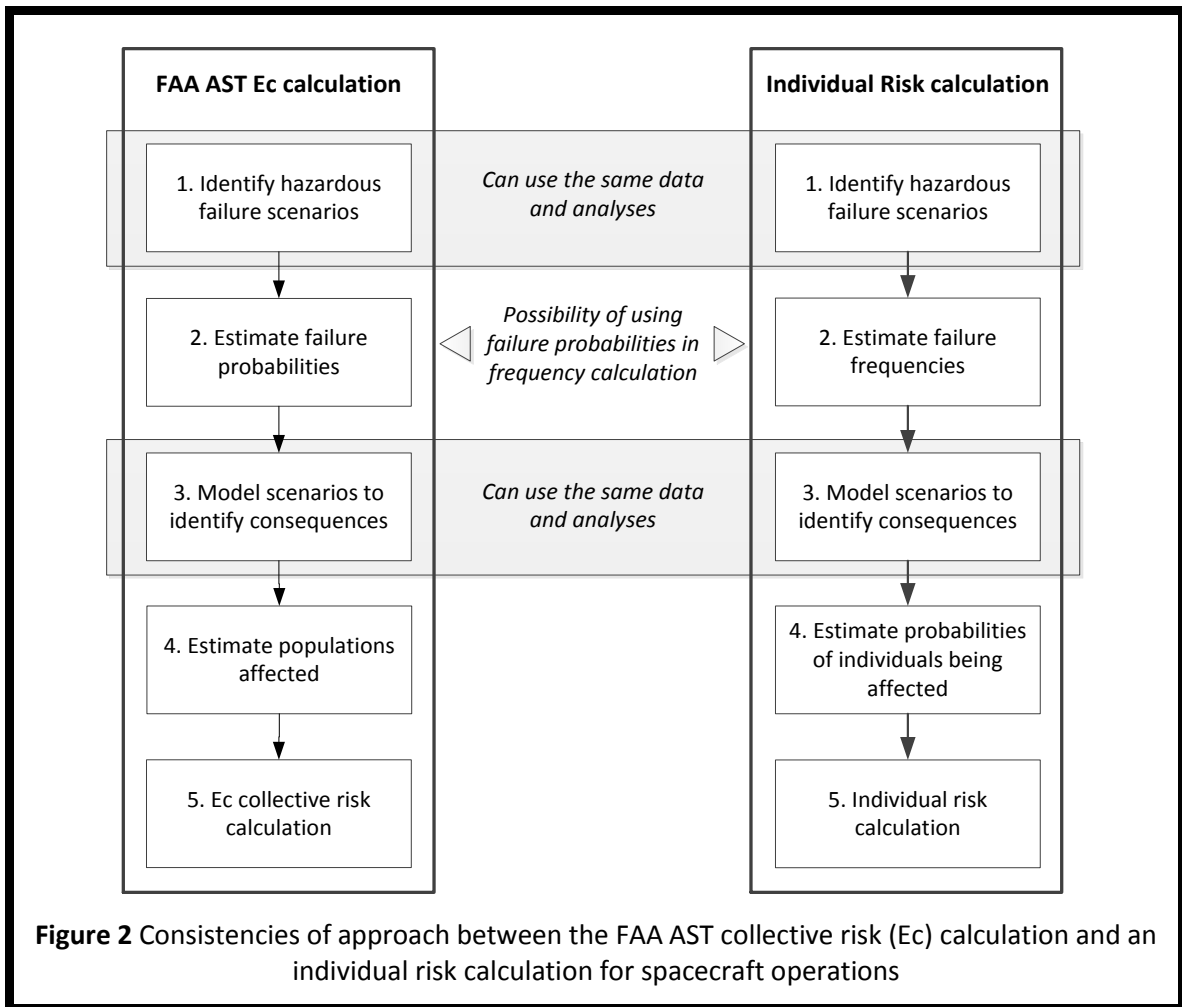 FAA AST Ec calculation
Individual Risk calculation
1. Identify hazardous
failure scenarios
Can use the same data
and analyses
1. Identify hazardous
failure scenarios
2. Estimate failure
probabilities
Possibility of using
failure probabilities in
frequency calculation
2. Estimate failure
frequencies
3. Model scenarios to
identify consequences
Can use the same data
and analyses
3. Model scenarios to
identify consequences
4. Estimate populations
affected
4. Estimate probabilities
of individuals being
affected
5. Ec collective risk
calculation
5. Individual risk
calculation
Figure 2 Consistencies of approach between the FAA AST collective risk (Ec) calculation and an
individual risk calculation for spacecraft operations